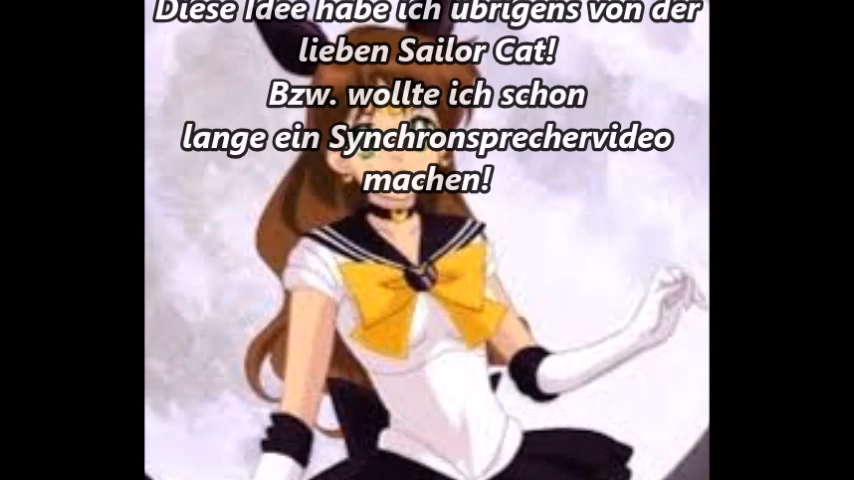 Diese Idee habe ich übrigens von der
lieben Sailor Cat!
Bzw. wollte ich schon
lange ein Synchronsprechervideo
machen!